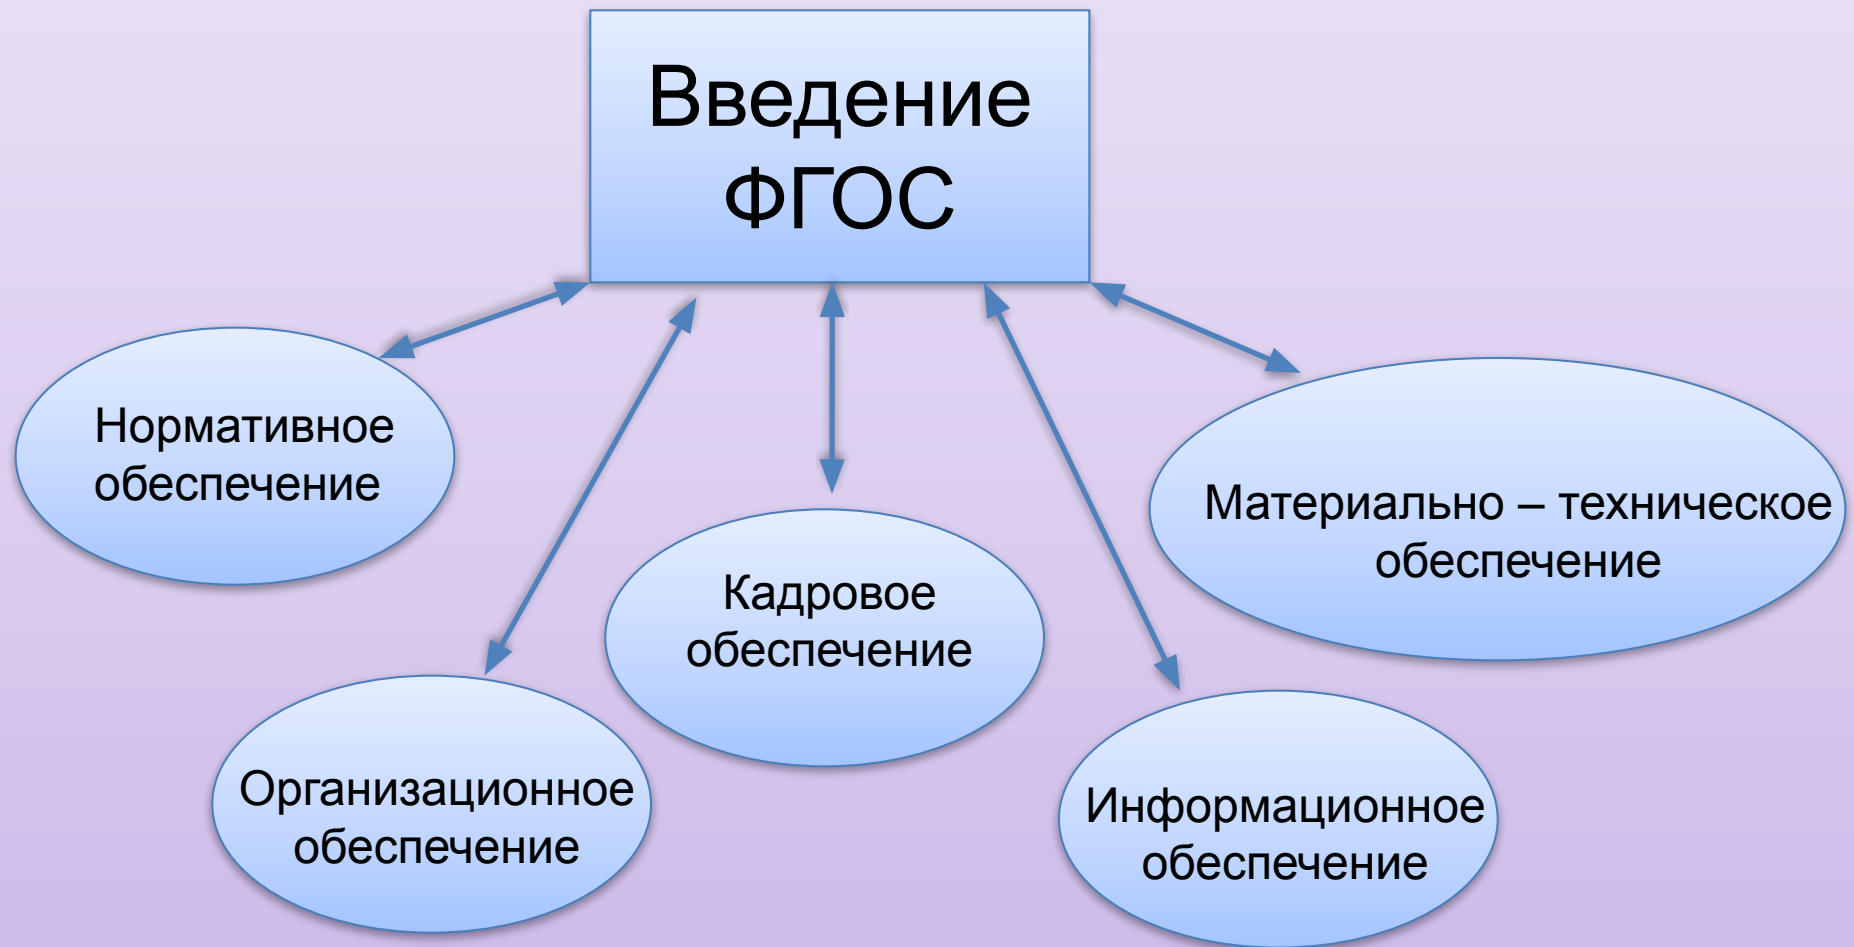 Введение
ФГОС
Нормативное
обеспечение
Материально – техническое
обеспечение
Кадровое
обеспечение
Организационное
обеспечение
Информационное
обеспечение